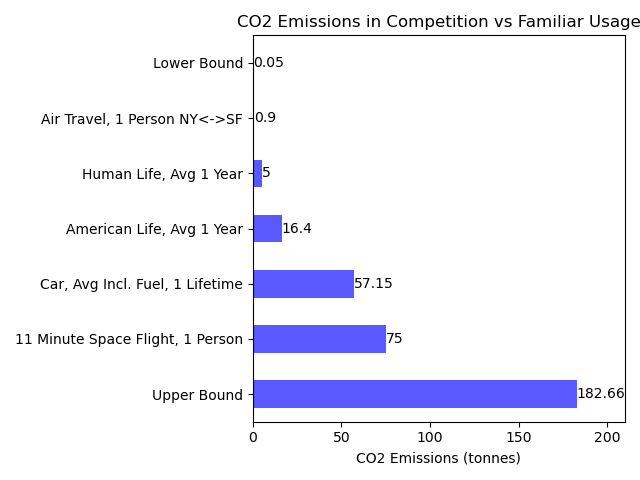 CO2 Emissions in Competition vs Familiar Usage
Lower Bound 0.05
Air Travel, 1 Person NY<->SF 0.9
Human Life, Avg 1 Year 5
American Life, Avg 1 Year 16.4
Car, Avg Incl. Fuel, 1 Lifetime 57.15
11 Minute Space Flight, 1 Person 75
Upper Bound 182.66
0 50 100 150 200
CO2 Emissions (tonnes)